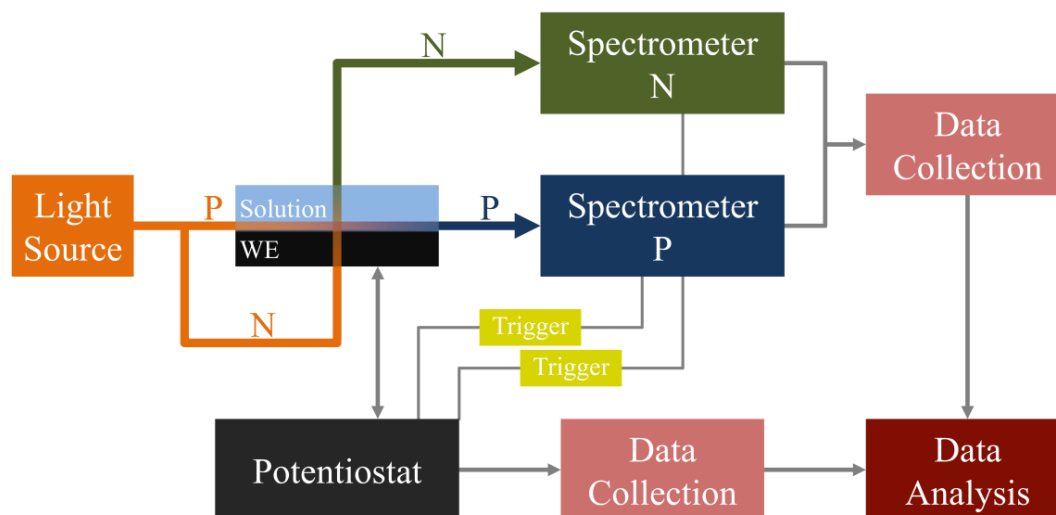 N
Spectrometer
N
Data
Collection
Light
Source
P
Solution
WE
P
Spectrometer
P
N
Trigger
Trigger
Potentiostat
Data
Collection
Data
Analysis